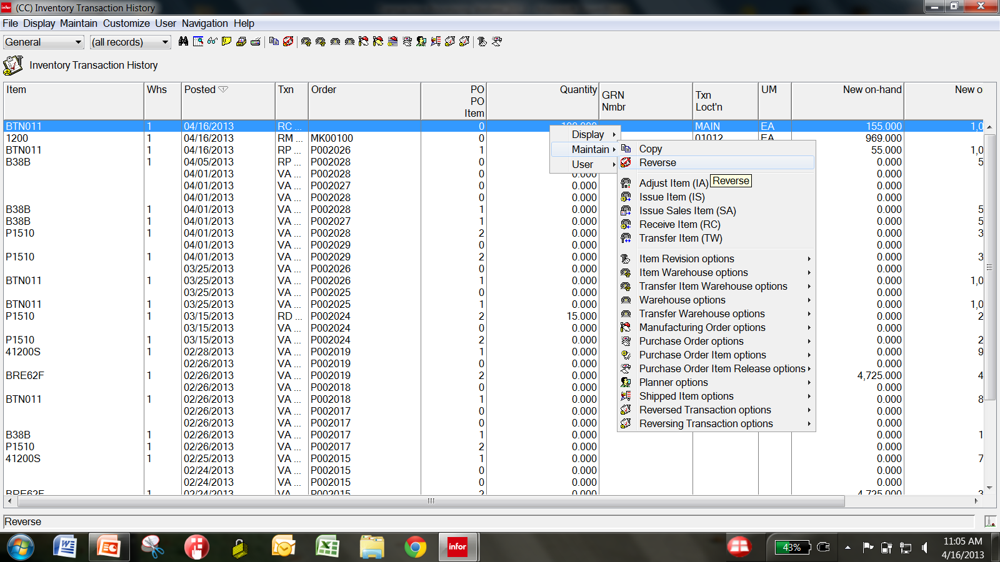 infor (CC) Inventory Transaction History
File Display Maintain Customize User Navigation Help
General (all records)
Inventory Transaction History
Item Whs Posted Txn Order PO PO Item Quantity GRN Nmbr Txn Loct'n UM New on-hand New o
BTN011 1 04/16/2013 RC ... 0 MAIN EA 155.000 1,0
1200 1 04/16/2013 RM ... MK00100 0 01012 EA 969.000
BTN011 1 04/16/2013 RP ... P002026 1 55.000 1,0
B38B 1 04/05/2013 RP ... P002028 0 0.000 5
04/01/2013 VA ... P002028 0 0.000 0.000
04/01/2013 VA ... P002027 0 0.000 0.000
04/01/2013 VA ... P002028 0 0.000 0.000
B38B 1 04/01/2013 VA ... P002028 1 0.000 0.000 5
B38B 1 04/01/2013 VA ... P002027 1 0.000 0.000 5
P1510 1 04/01/2013 VA ... P002028 2 0.000 0.000 3
04/01/2013 VA ... P002029 0 0.000 0.000
P1510 1 04/01/2013 VA ... P002029 2 0.000 0.000 3
03/25/2013 VA ... P002026 0 0.000 0.000
BTN011 1 03/25/2013 VA ... P002026 1 0.000 0.000 1,0
03/25/2013 VA ... P002025 0 0.000 0.000
BTN011 1 03/25/2013 VA ... P002025 1 0.000 0.000 1,0
P1510 1 03/15/2013 RD ... P002024 2 15.000 0.000 2
03/15/2013 VA ... P002024 0 0.000 0.000
P1510 1 03/15/2013 VA ... P002024 2 0.000 0.000 2
41200S 1 02/28/2013 VA ... P002019 1 0.000 0.000 9
02/26/2013 VA ... P002019 0 0.000 0.000
BRE62F 1 02/26/2013 VA ... P002019 2 0.000 4,725.000 4
02/26/2013 VA ... P002018 0 0.000 0.000
BTN011 1 02/26/2013 VA ... P002018 1 0.000 0.000 8
02/26/2013 VA ... P002017 0 0.000 0.000
02/26/2013 VA ... P002017 0 0.000 0.000
B38B 1 02/26/2013 VA ... P002017 1 0.000 0.000 1
P1510 1 02/26/2013 VA ... P002017 2 0.000 0.000
41200S 1 02/25/2013 VA ... P002015 1 0.000 0.000 7
02/24/2013 VA ... P002015 0 0.000 0.000
02/24/2013 VA ... P002015 0 0.000 0.000
BRE62F 1 02/24/2013 VA ... P002015 2 0.000 4,725.000 3
Display
Maintain
User
Copy
Reverse
Adjust Item (IA)
Reverse
Issue Item (IS)
Issue Sales Item (SA)
Receive Item (RC)
Transfer Item (TW)
Item Revision options
Item Warehouse options
Transfer Item Warehouse options
Warehouse options
Transfer Warehouse options
Manufacturing Order options
Purchase Order options
Purchase Order Item options
Purchase Order Item Release options
Planner options
Shipped Item options
Reversed Transaction options
Reversing Transaction options
Reverse
infor
43%
11:05 AM
4/16/2013